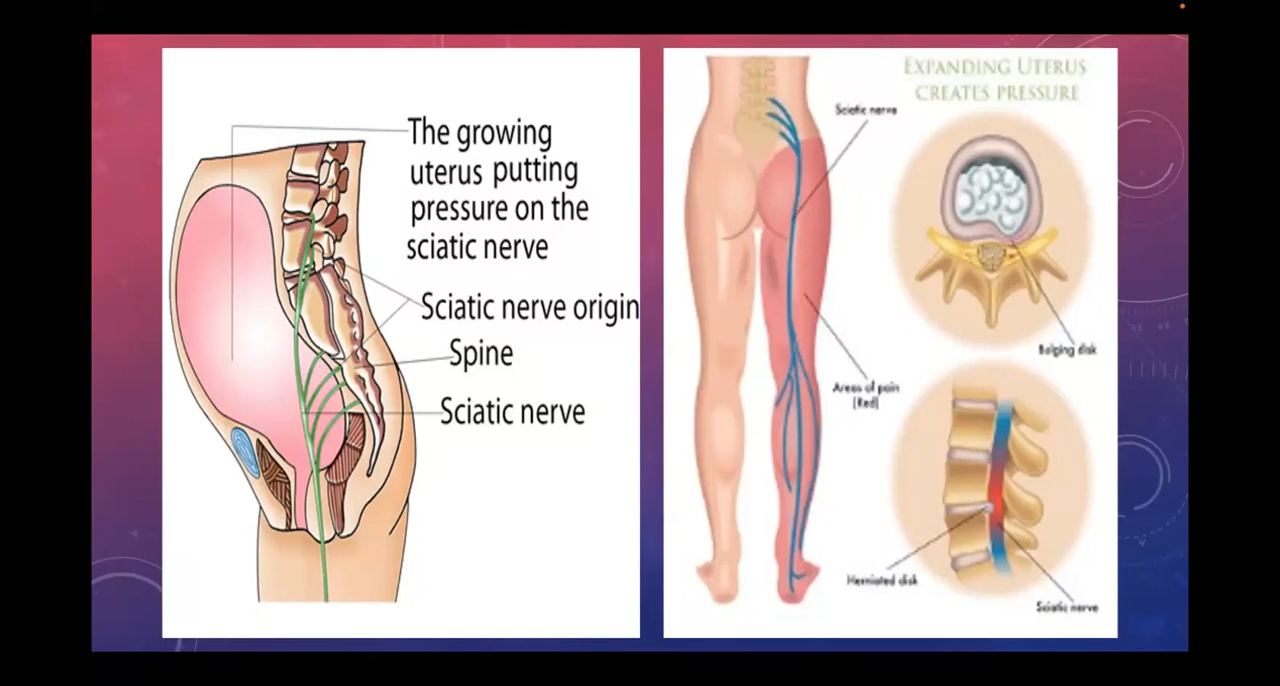 The growing
uterus putting
pressure on the
sciatic nerve
Sciatic nerve origin
Spine
Sciatic nerve
EXPANDING UTERUS
CREATES PRESSURE
Sciatic nerve
Bulging disk
Areas of pain
(Red)
Herniated disk
Sciatic nerve